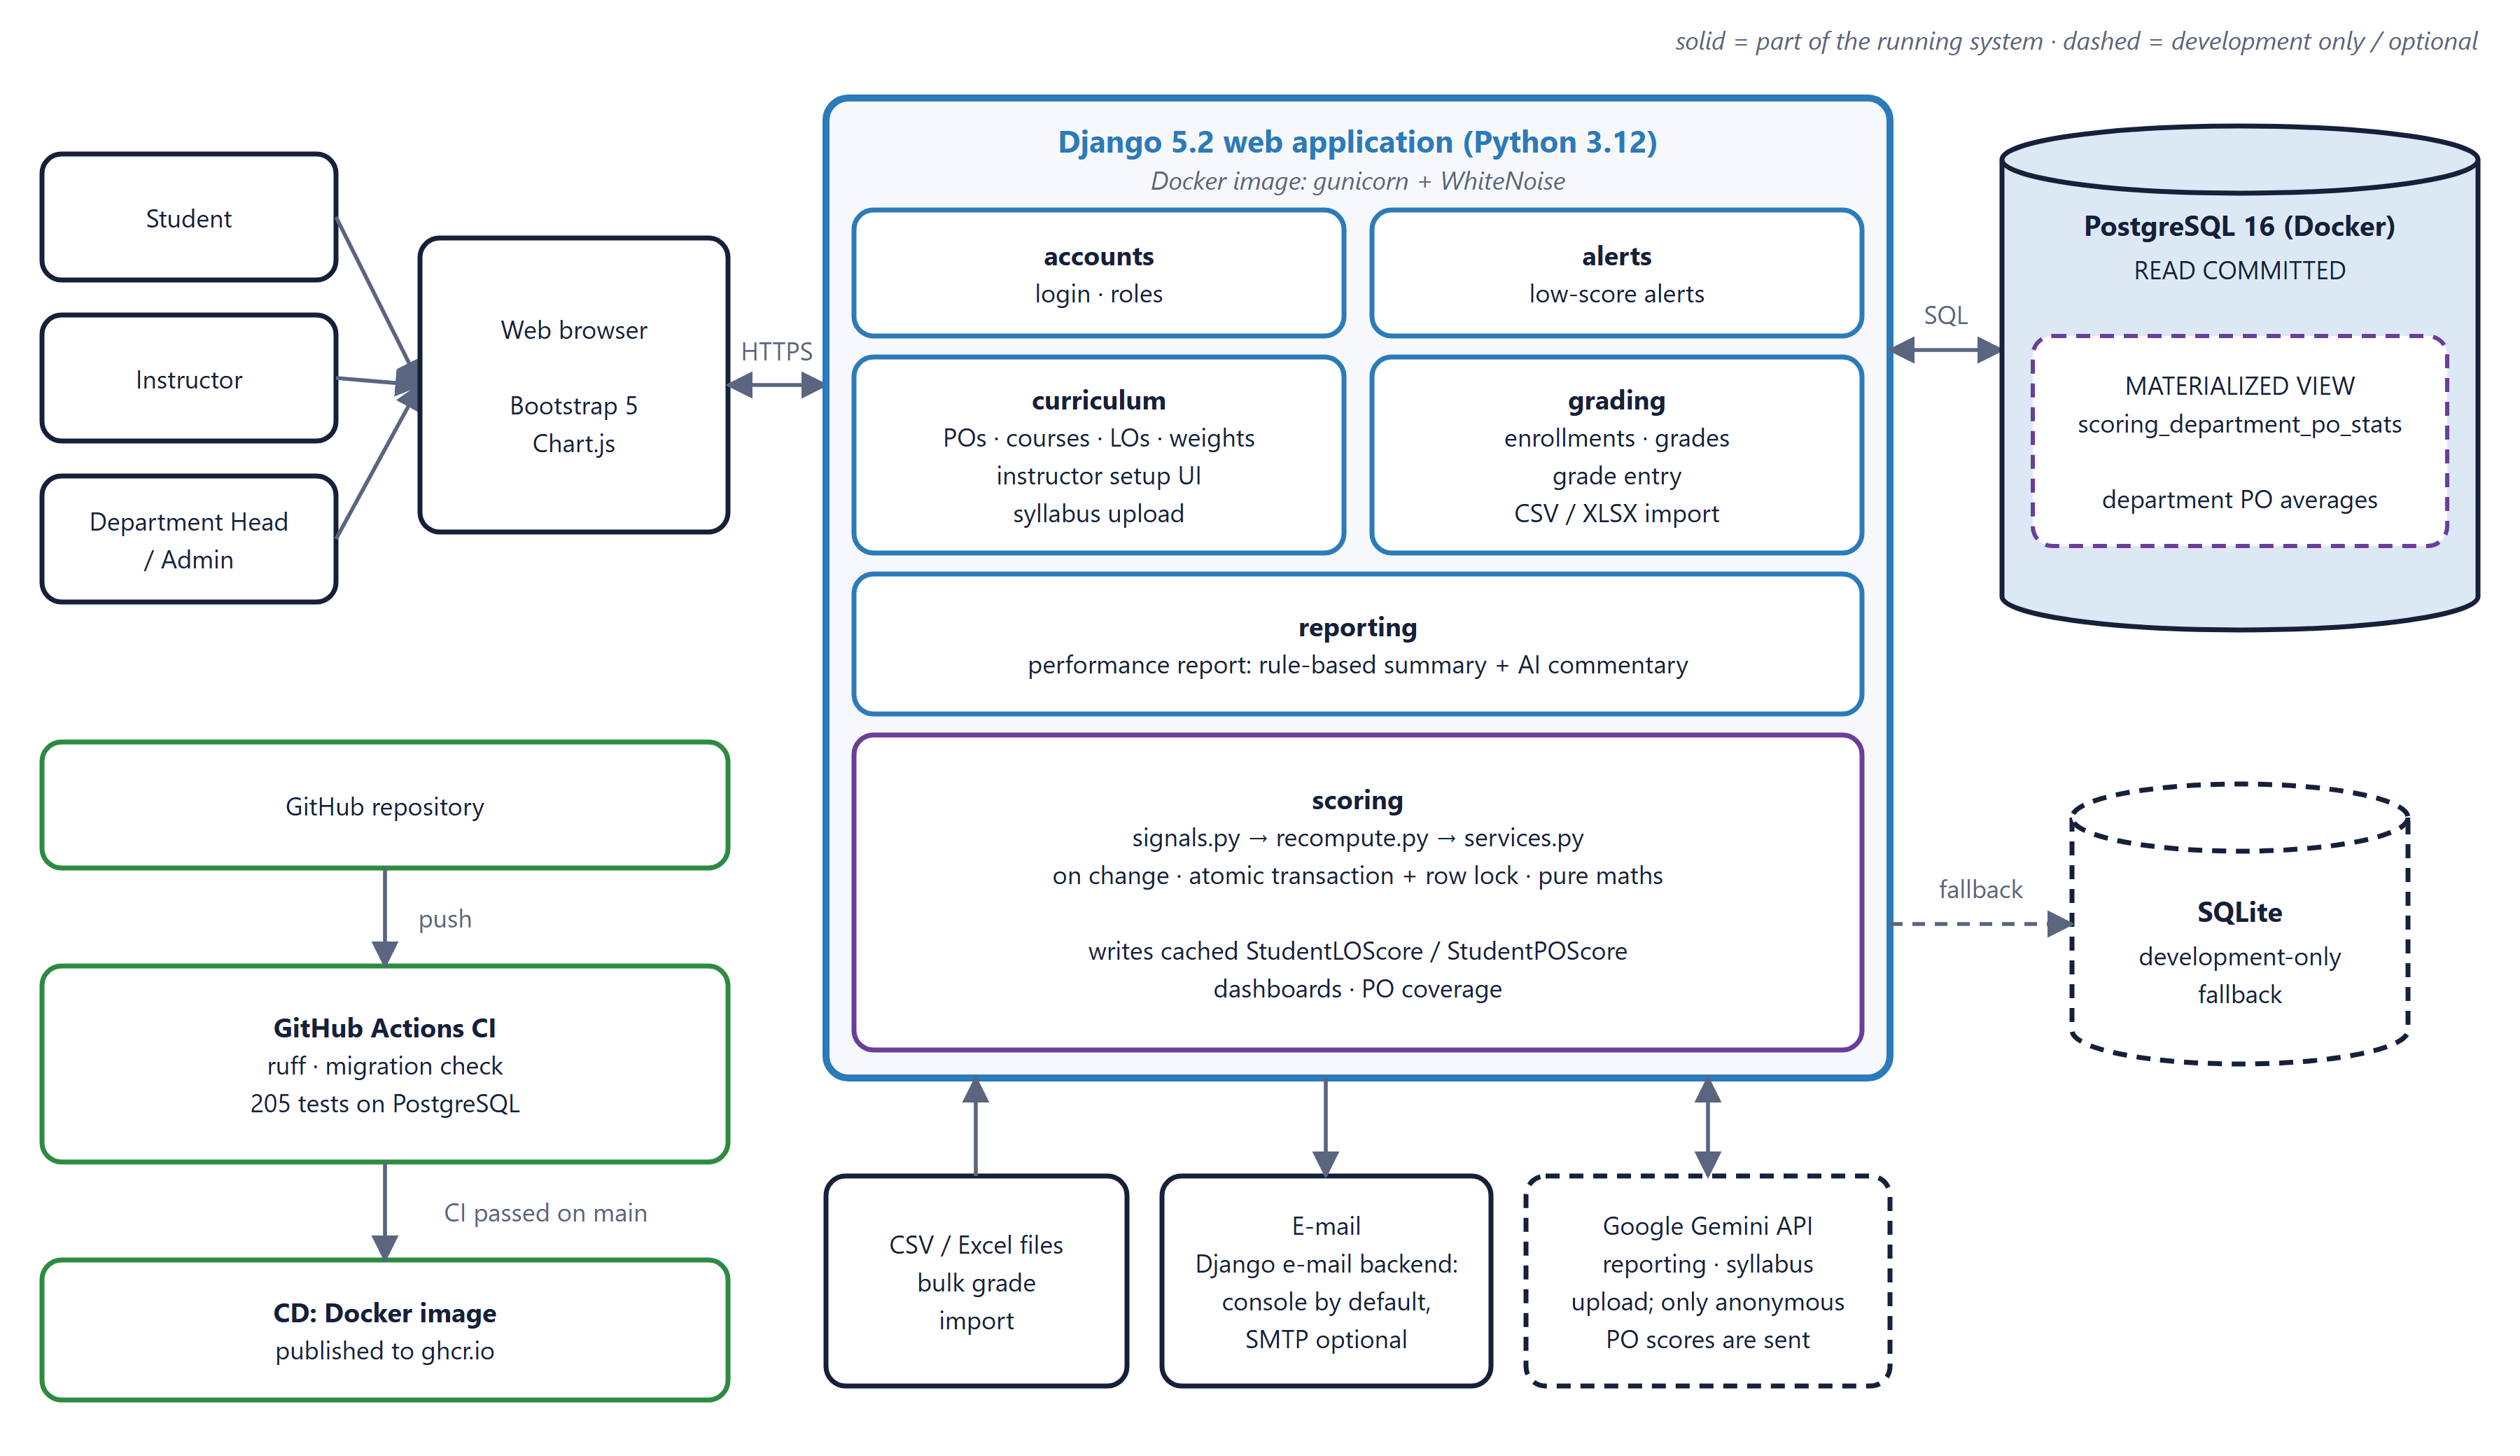 solid = part of the running system · dashed = development only / optional
Student
Instructor
Department Head
/ Admin
Web browser
Bootstrap 5
Chart.js
HTTPS
Django 5.2 web application (Python 3.12)
Docker image: gunicorn + WhiteNoise
accounts
login · roles
alerts
low-score alerts
curriculum
POs · courses · LOs · weights
instructor setup UI
syllabus upload
grading
enrollments · grades
grade entry
CSV / XLSX import
reporting
performance report: rule-based summary + AI commentary
scoring
signals.py → recompute.py → services.py
on change · atomic transaction + row lock · pure maths
writes cached StudentLOScore / StudentPOScore
dashboards · PO coverage
SQL
PostgreSQL 16 (Docker)
READ COMMITTED
MATERIALIZED VIEW
scoring_department_po_stats
department PO averages
fallback
SQLite
development-only
fallback
GitHub repository
push
GitHub Actions CI
ruff · migration check
205 tests on PostgreSQL
CI passed on main
CD: Docker image
published to ghcr.io
CSV / Excel files
bulk grade
import
E-mail
Django e-mail backend:
console by default,
SMTP optional
Google Gemini API
reporting · syllabus
upload; only anonymous
PO scores are sent